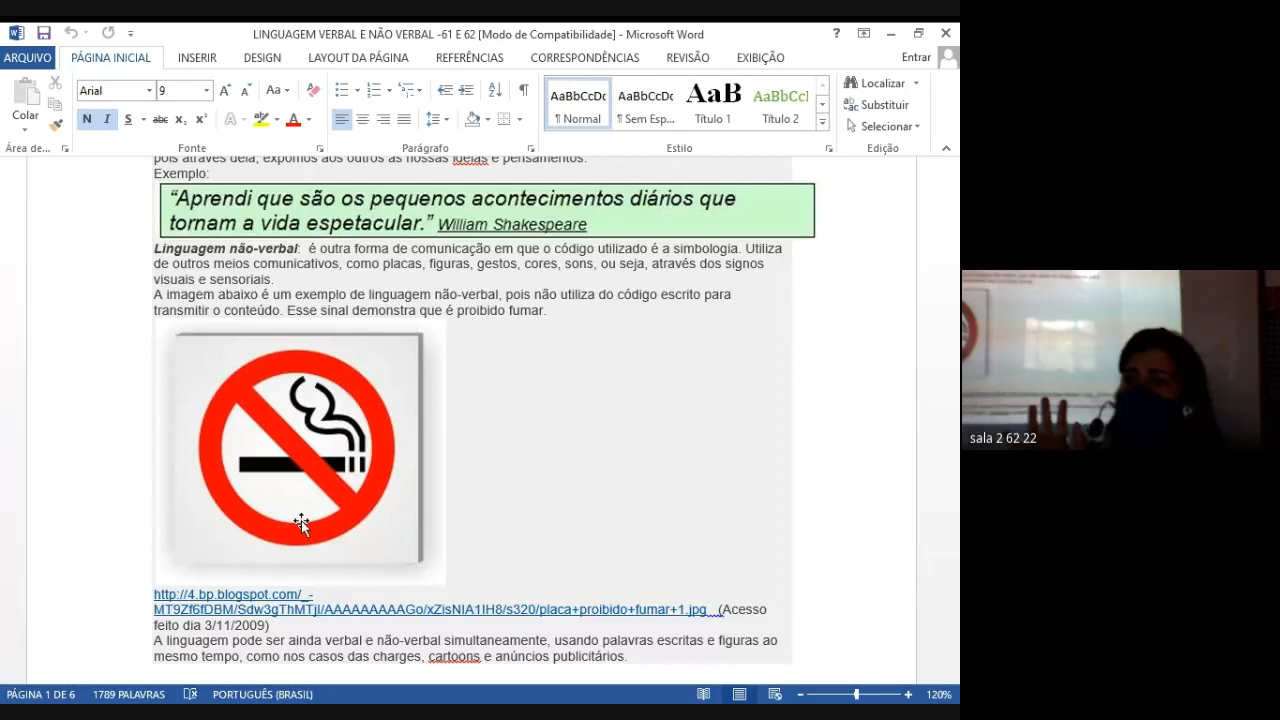 LINGUAGEM VERBAL E NÃO VERBAL -61 E 62 [Modo de Compatibilidade] - Microsoft Word
?
ARQUIVO PÁGINA INICIAL INSERIR DESIGN LAYOUT DA PÁGINA REFERÊNCIAS CORRESPONDÊNCIAS REVISÃO EXIBIÇÃO Entrar
Colar
Arial 9
Aa
N I S abc x₂ x²
AaBbCcDc AaBbCcDc AaB AaBbCcI
¶ Normal ¶ Sem Esp... Título 1 Título 2
Localizar
Substituir
Selecionar
Área de... Fonte Parágrafo Estilo Edição
pois através dela, expomos aos outros as nossas ideias e pensamentos.
Exemplo:
“Aprendi que são os pequenos acontecimentos diários que
tornam a vida espetacular.” William Shakespeare
Linguagem não-verbal: é outra forma de comunicação em que o código utilizado é a simbologia. Utiliza
de outros meios comunicativos, como placas, figuras, gestos, cores, sons, ou seja, através dos signos
visuais e sensoriais.
A imagem abaixo é um exemplo de linguagem não-verbal, pois não utiliza do código escrito para
transmitir o conteúdo. Esse sinal demonstra que é proibido fumar.
http://4.bp.blogspot.com/_-
MT9Zf6fDBM/Sdw3gThMTjI/AAAAAAAAAGo/xZisNIA1IH8/s320/placa+proibido+fumar+1.jpg (Acesso
feito dia 3/11/2009)
A linguagem pode ser ainda verbal e não-verbal simultaneamente, usando palavras escritas e figuras ao
mesmo tempo, como nos casos das charges, cartoons e anúncios publicitários.
sala 2 62 22
PÁGINA 1 DE 6 1789 PALAVRAS PORTUGUÊS (BRASIL) 120%